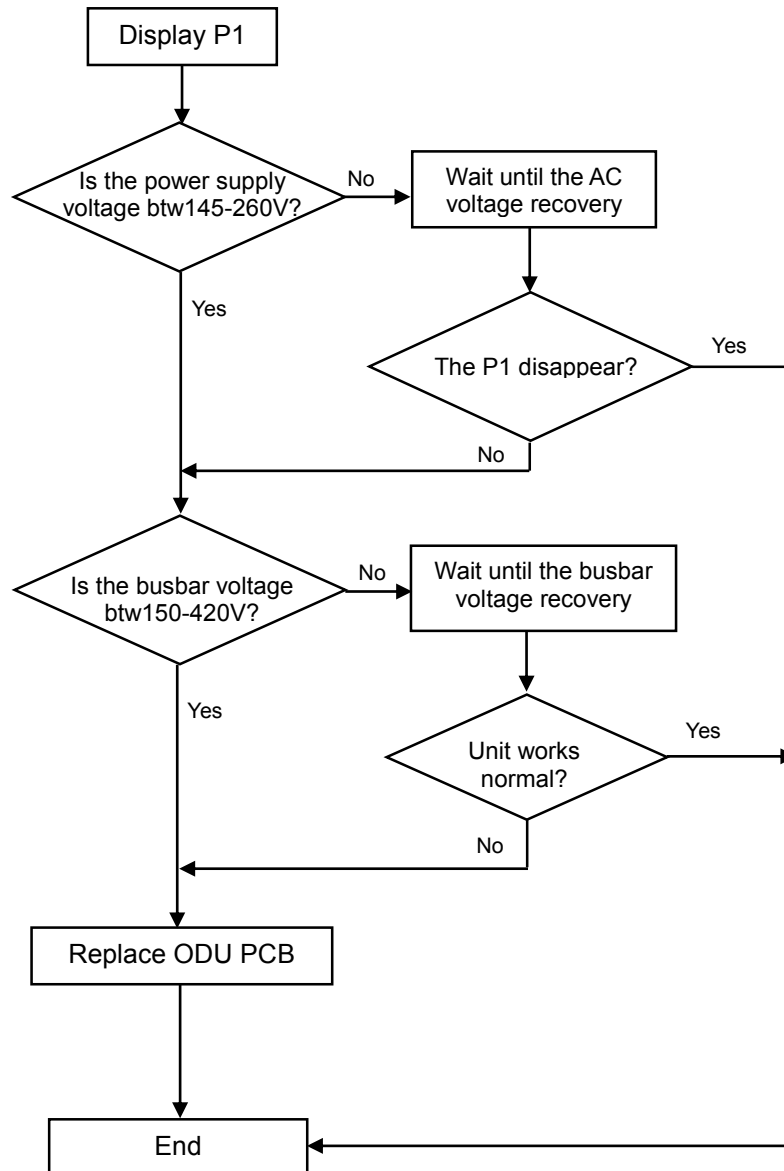 Display P1
Is the power supply
voltage btw145-260V?
No
Wait until the AC
voltage recovery
Yes
The P1 disappear?
Yes
No
Is the busbar voltage
btw150-420V?
No
Wait until the busbar
voltage recovery
Yes
Unit works
normal?
Yes
No
Replace ODU PCB
End